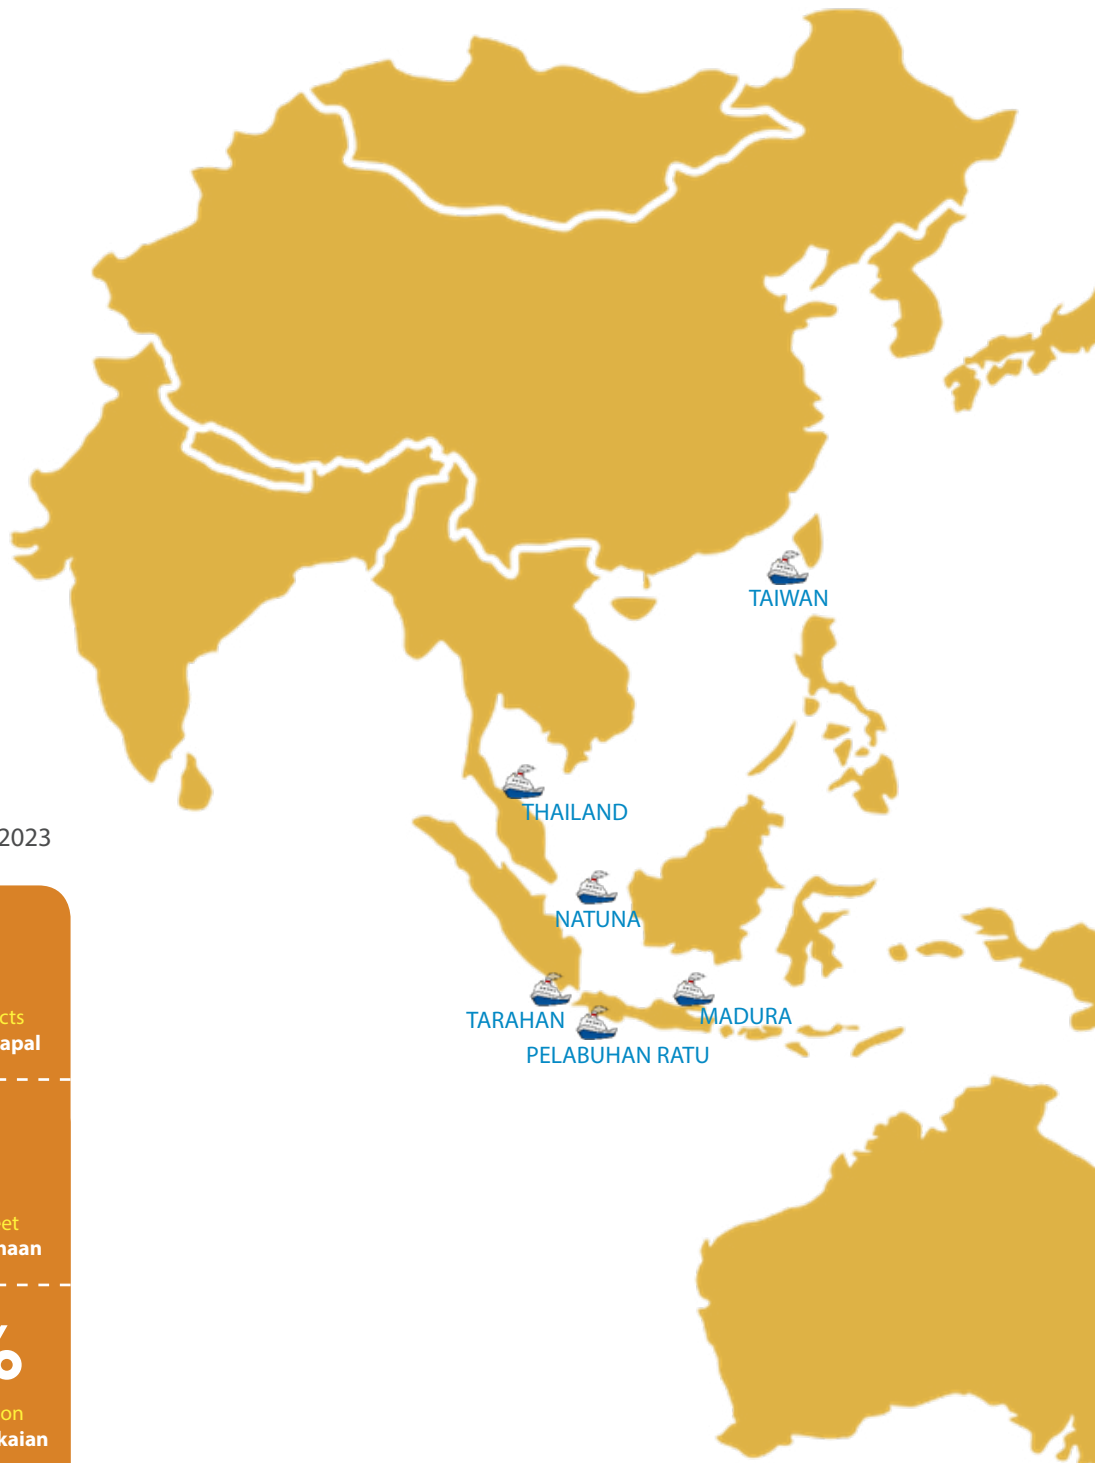 TAIWAN
THAILAND
2023
NATUNA
TARAHAN
MADURA
PELABUHAN RATU
cts
apal
et
naan
%
on
kaian